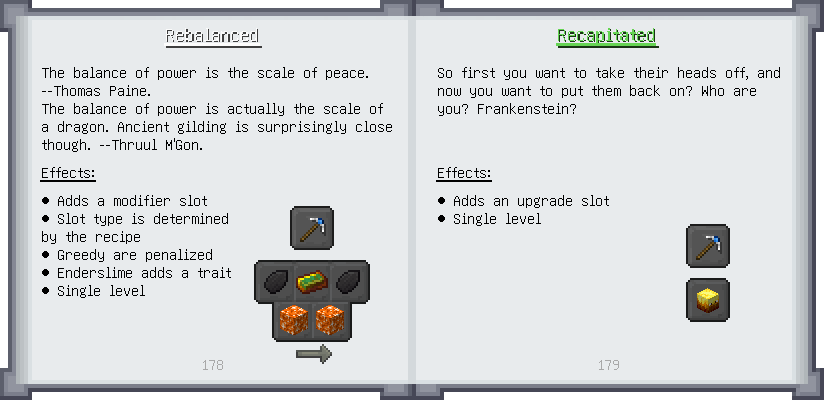 Rebalanced
The balance of power is the scale of peace.
--Thomas Paine.
The balance of power is actually the scale of
a dragon. Ancient gilding is surprisingly close
though. --Thruul M'Gon.
Effects:
● Adds a modifier slot
● Slot type is determined
by the recipe
● Greedy are penalized
● Enderslime adds a trait
● Single level
178
Recapitated
So first you want to take their heads off, and
now you want to put them back on? Who are
you? Frankenstein?
Effects:
● Adds an upgrade slot
● Single level
179